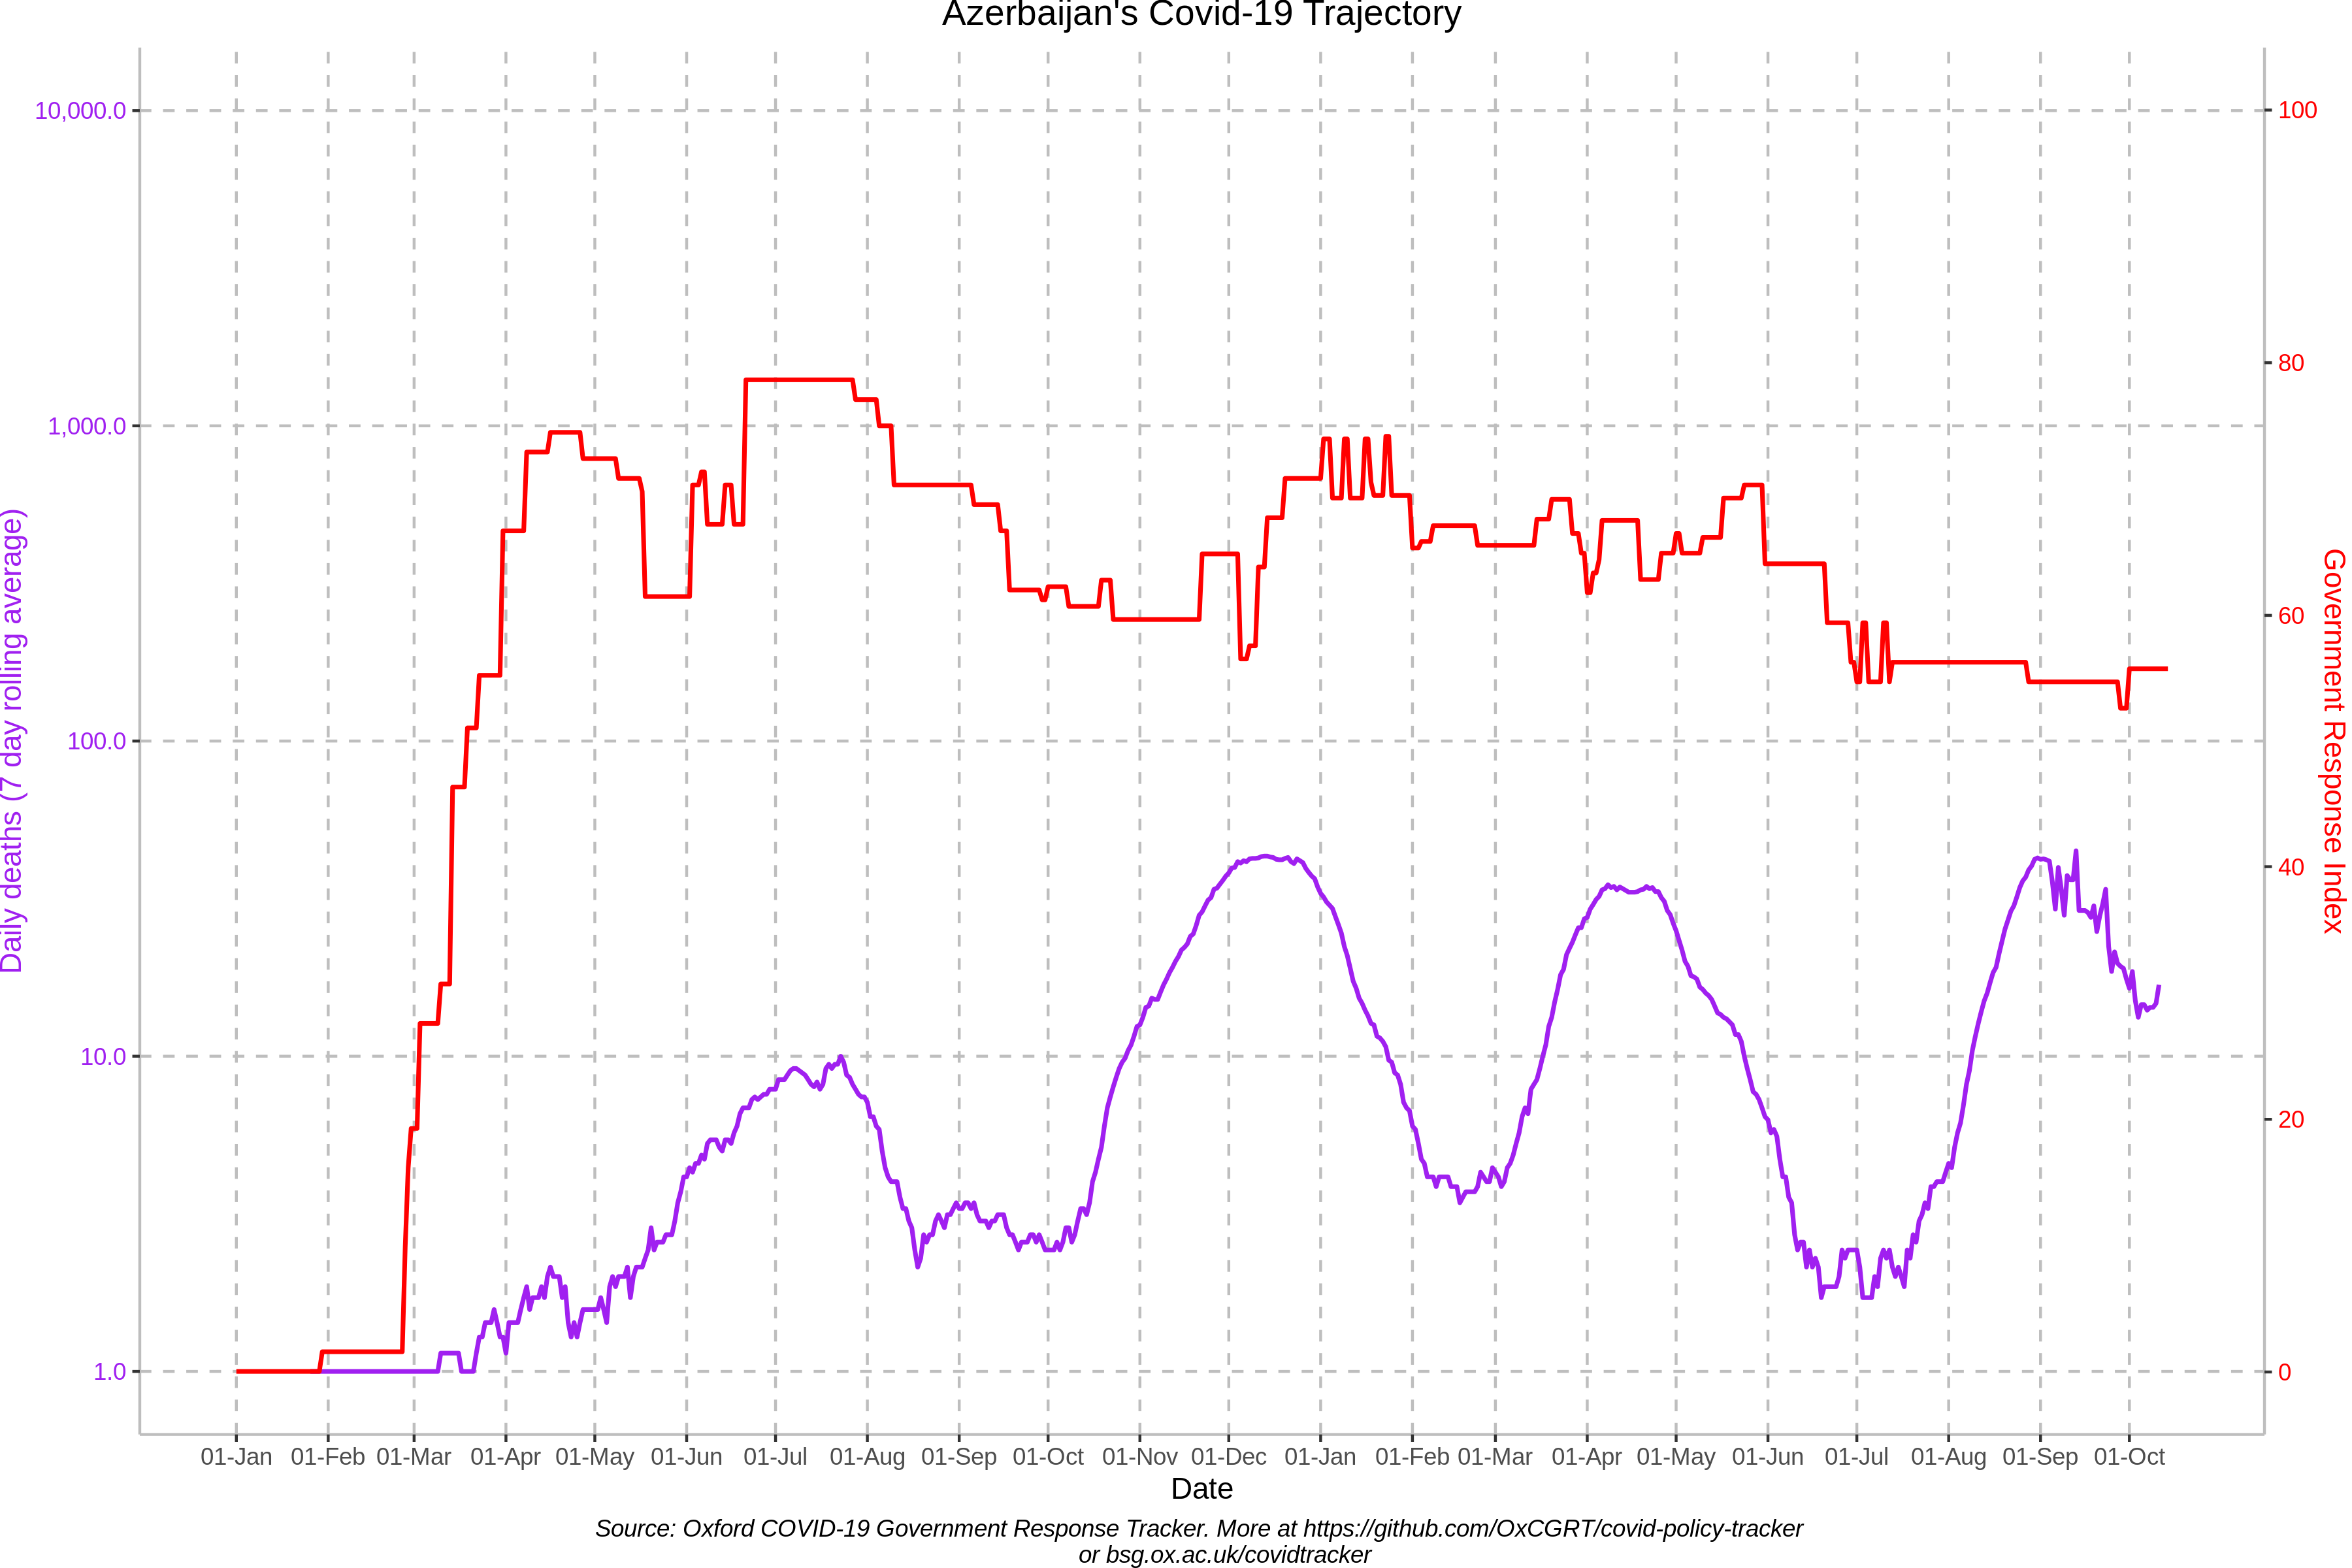 Azerbaijan's Covid-19 Trajectory
10,000.0
1,000.0
100.0
10.0
1.0
Daily deaths (7 day rolling average)
100
80
60
40
20
0
Government Response Index
01-Jan 01-Feb 01-Mar 01-Apr 01-May 01-Jun 01-Jul 01-Aug 01-Sep 01-Oct 01-Nov 01-Dec 01-Jan 01-Feb 01-Mar 01-Apr 01-May 01-Jun 01-Jul 01-Aug 01-Sep 01-Oct
Date
Source: Oxford COVID-19 Government Response Tracker. More at https://github.com/OxCGRT/covid-policy-tracker
or bsg.ox.ac.uk/covidtracker